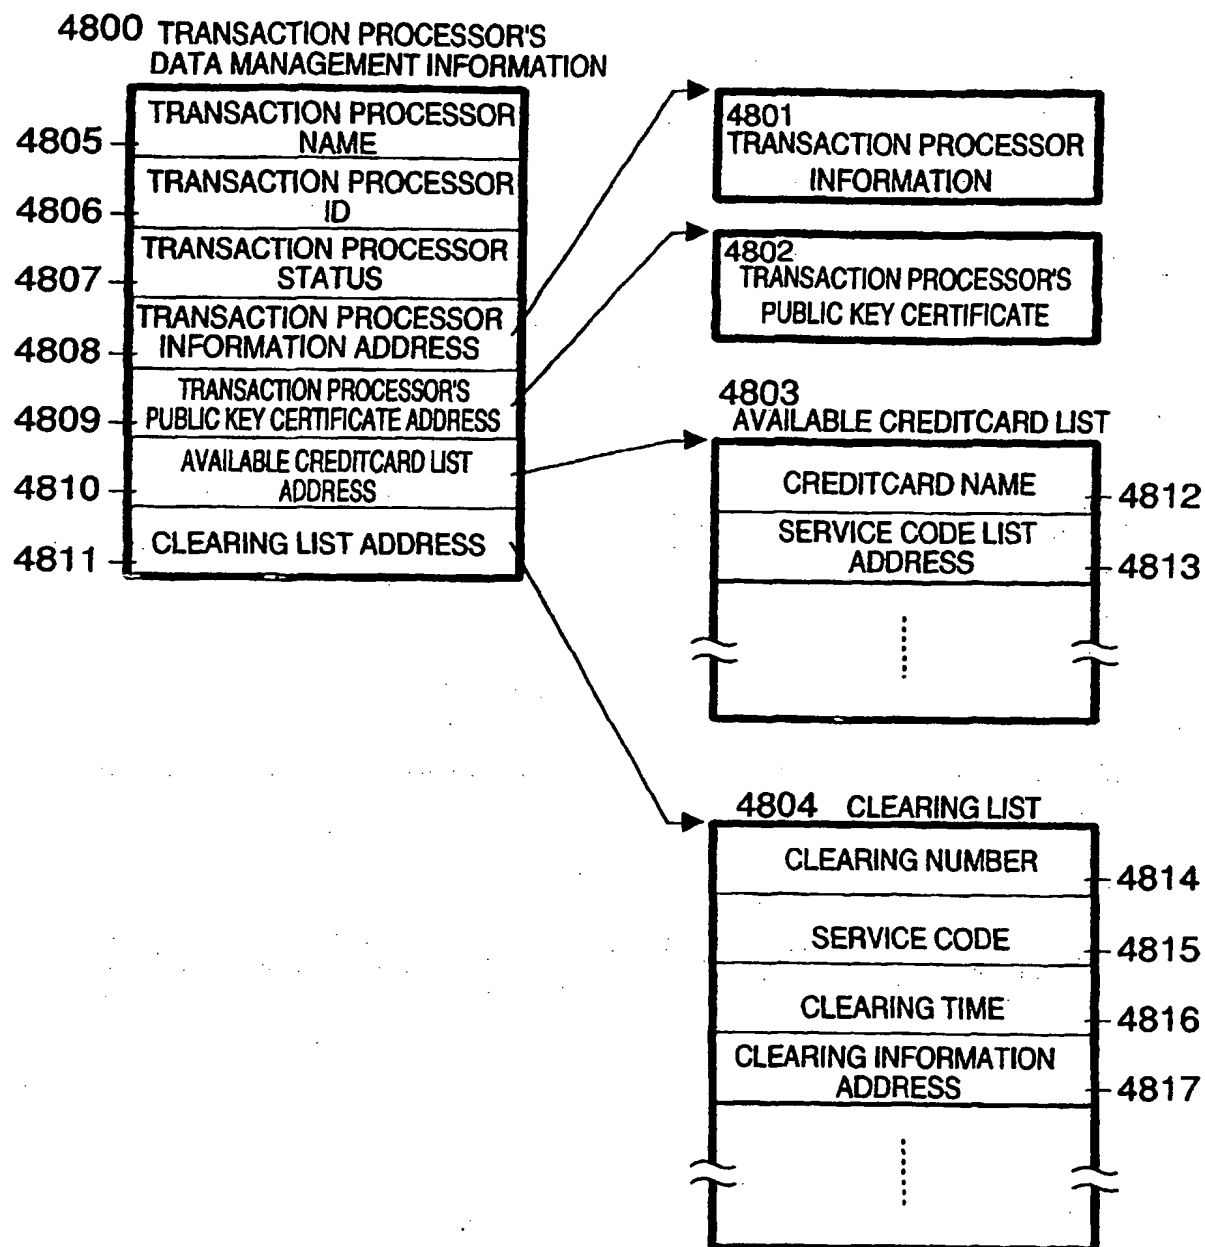 4800 TRANSACTION PROCESSOR'S
DATA MANAGEMENT INFORMATION
TRANSACTION PROCESSOR
NAME
4805
TRANSACTION PROCESSOR
ID
4806
TRANSACTION PROCESSOR
STATUS
4807
TRANSACTION PROCESSOR
INFORMATION ADDRESS
4808
TRANSACTION PROCESSOR'S
PUBLIC KEY CERTIFICATE ADDRESS
4809
AVAILABLE CREDITCARD LIST
ADDRESS
4810
CLEARING LIST ADDRESS
4811
4801
TRANSACTION PROCESSOR
INFORMATION
4802
TRANSACTION PROCESSOR'S
PUBLIC KEY CERTIFICATE
4803
AVAILABLE CREDITCARD LIST
CREDITCARD NAME
4812
SERVICE CODE LIST
ADDRESS
4813
4804 CLEARING LIST
CLEARING NUMBER
4814
SERVICE CODE
4815
CLEARING TIME
4816
CLEARING INFORMATION
ADDRESS
4817